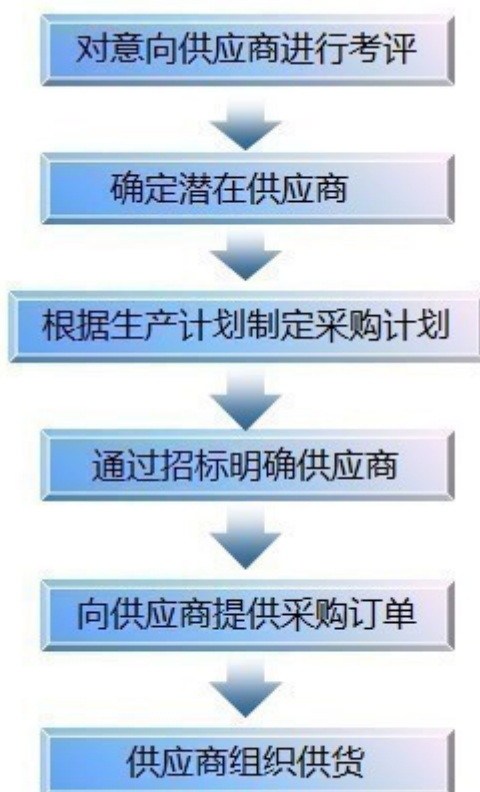 对意向供应商进行考评
确定潜在供应商
根据生产计划制定采购计划
通过招标明确供应商
向供应商提供采购订单
供应商组织供货